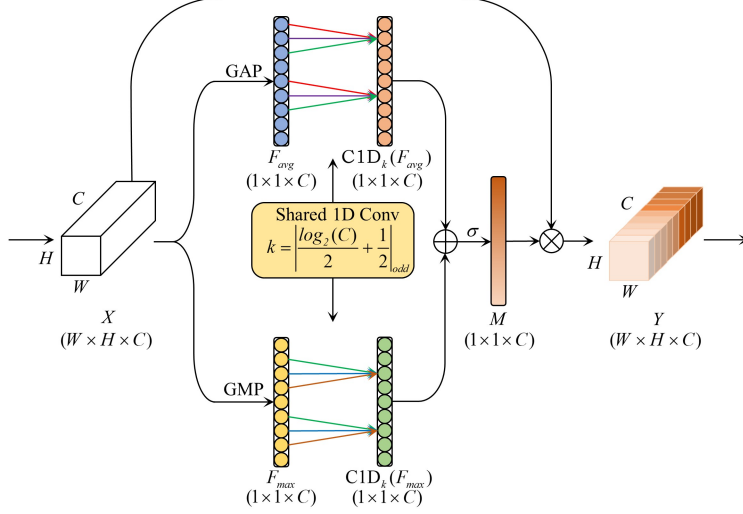 GAP
F_avg
(1×1×C)
C1D_k(F_avg)
(1×1×C)
C
H
W
X
(W×H×C)
Shared 1D Conv
k = |log_2(C)/2 + 1/2|_odd
σ
M
(1×1×C)
C
H
W
Y
(W×H×C)
GMP
F_max
(1×1×C)
C1D_k(F_max)
(1×1×C)